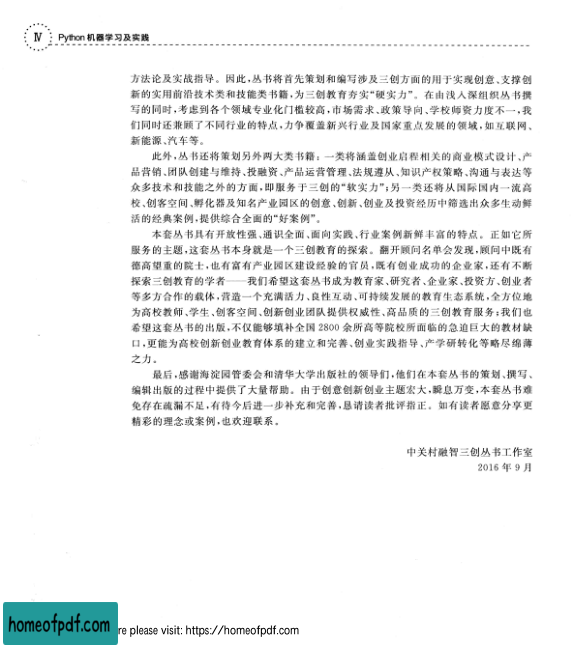 Ⅳ Python 机器学习及实践
方法论及实战指导。因此,丛书将首先策划和编写涉及三创方面的用于实现创意、支撑创
新的实用前沿技术类和技能类书籍,为三创教育夯实“硬实力”。在由浅入深组织丛书撰
写的同时,考虑到各个领域专业化门槛较高,市场需求、政策导向、学校师资力度不一,我
们同时还兼顾了不同行业的特点,力争覆盖新兴行业及国家重点发展的领域,如互联网、
新能源、汽车等。
此外,丛书还将策划另外两大类书籍:一类将涵盖创业启程相关的商业模式设计、产
品营销、团队创建与维持、投融资、产品运营管理、法规遵从、知识产权策略、沟通与表达等
众多技术和技能之外的方面,即服务于三创的“软实力”;另一类还将从国际国内一流高
校、创客空间、孵化器及知名产业园区的创意、创新、创业及投资经历中筛选出众多生动鲜
活的经典案例,提供综合全面的“好案例”。
本套丛书具有开放性强、通识全面、面向实践、行业案例新鲜丰富的特点。正如它所
服务的主题,这套丛书本身就是一个三创教育的探索。翻开顾问名单会发现,顾问中既有
德高望重的院士,也有富有产业园区建设经验的官员,既有创业成功的企业家,还有不断
探索三创教育的学者——我们希望这套丛书成为教育家、研究者、企业家、投资方、创业者
等多方合作的载体,营造一个充满活力、良性互动、可持续发展的教育生态系统,全方位地
为高校教师、学生、创客空间、创新创业团队提供权威性、高品质的三创教育服务;我们也
希望这套丛书的出版,不仅能够填补全国 2800 余所高等院校所面临的急迫巨大的教材缺
口,更能为高校创新创业教育体系的建立和完善、创业实践指导、产学研转化等略尽绵薄
之力。
最后,感谢海淀园管委会和清华大学出版社的领导们,他们在本套丛书的策划、撰写、
编辑出版的过程中提供了大量帮助。由于创意创新创业主题宏大,瞬息万变,本套丛书难
免存在疏漏不足,有待今后进一步补充和完善,恳请读者批评指正。如有读者愿意分享更
精彩的理念或案例,也欢迎联系。
中关村融智三创丛书工作室
2016 年 9 月
homeofpdf.com re please visit: https://homeofpdf.com